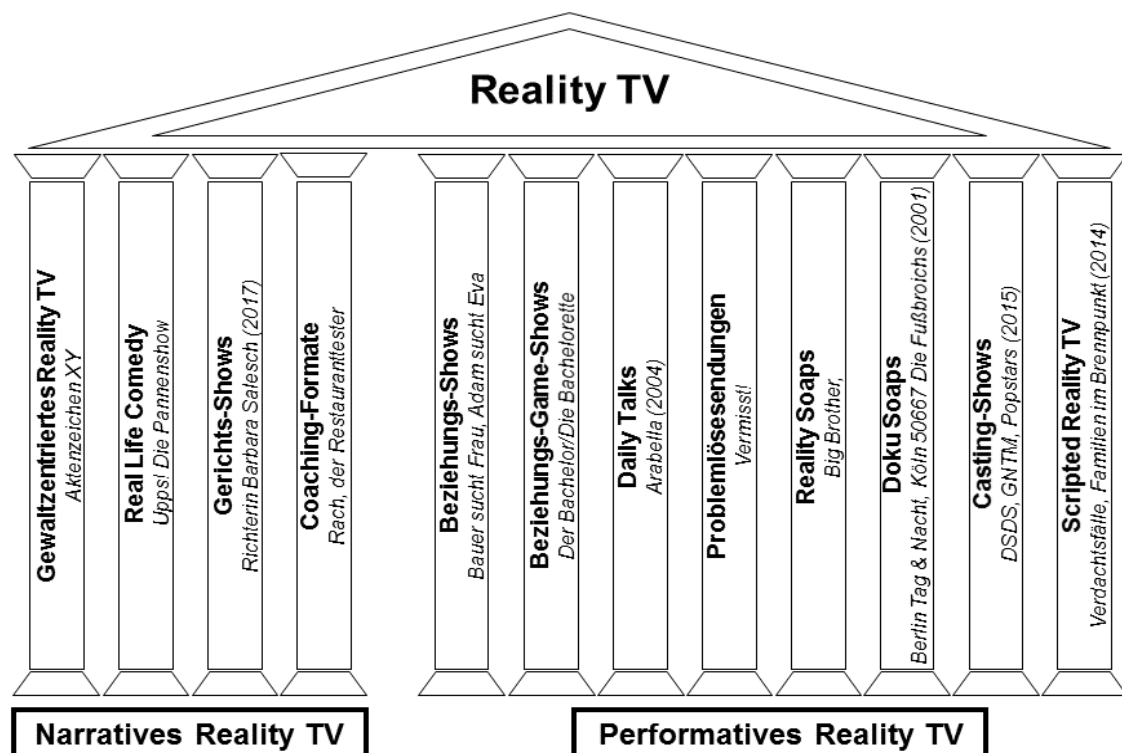 Reality TV
Gewaltzentriertes Reality TV
Aktenzeichen XY
Real Life Comedy
Upps! Die Pannenshow
Gerichts-Shows
Richterin Barbara Salesch (2017)
Coaching-Formate
Rach, der Restauranttester
Beziehungs-Shows
Bauer sucht Frau, Adam sucht Eva
Beziehungs-Game-Shows
Der Bachelor/Die Bachelorette
Daily Talks
Arabella (2004)
Problemlösesendungen
Vermisst!
Reality Soaps
Big Brother,
Doku Soaps
Berlin Tag & Nacht, Köln 50667 Die Fußbroichs (2001)
Casting-Shows
DSDS, GNTM, Popstars (2015)
Scripted Reality TV
Verdachtsfälle, Familien im Brennpunkt (2014)
Narratives Reality TV
Performatives Reality TV